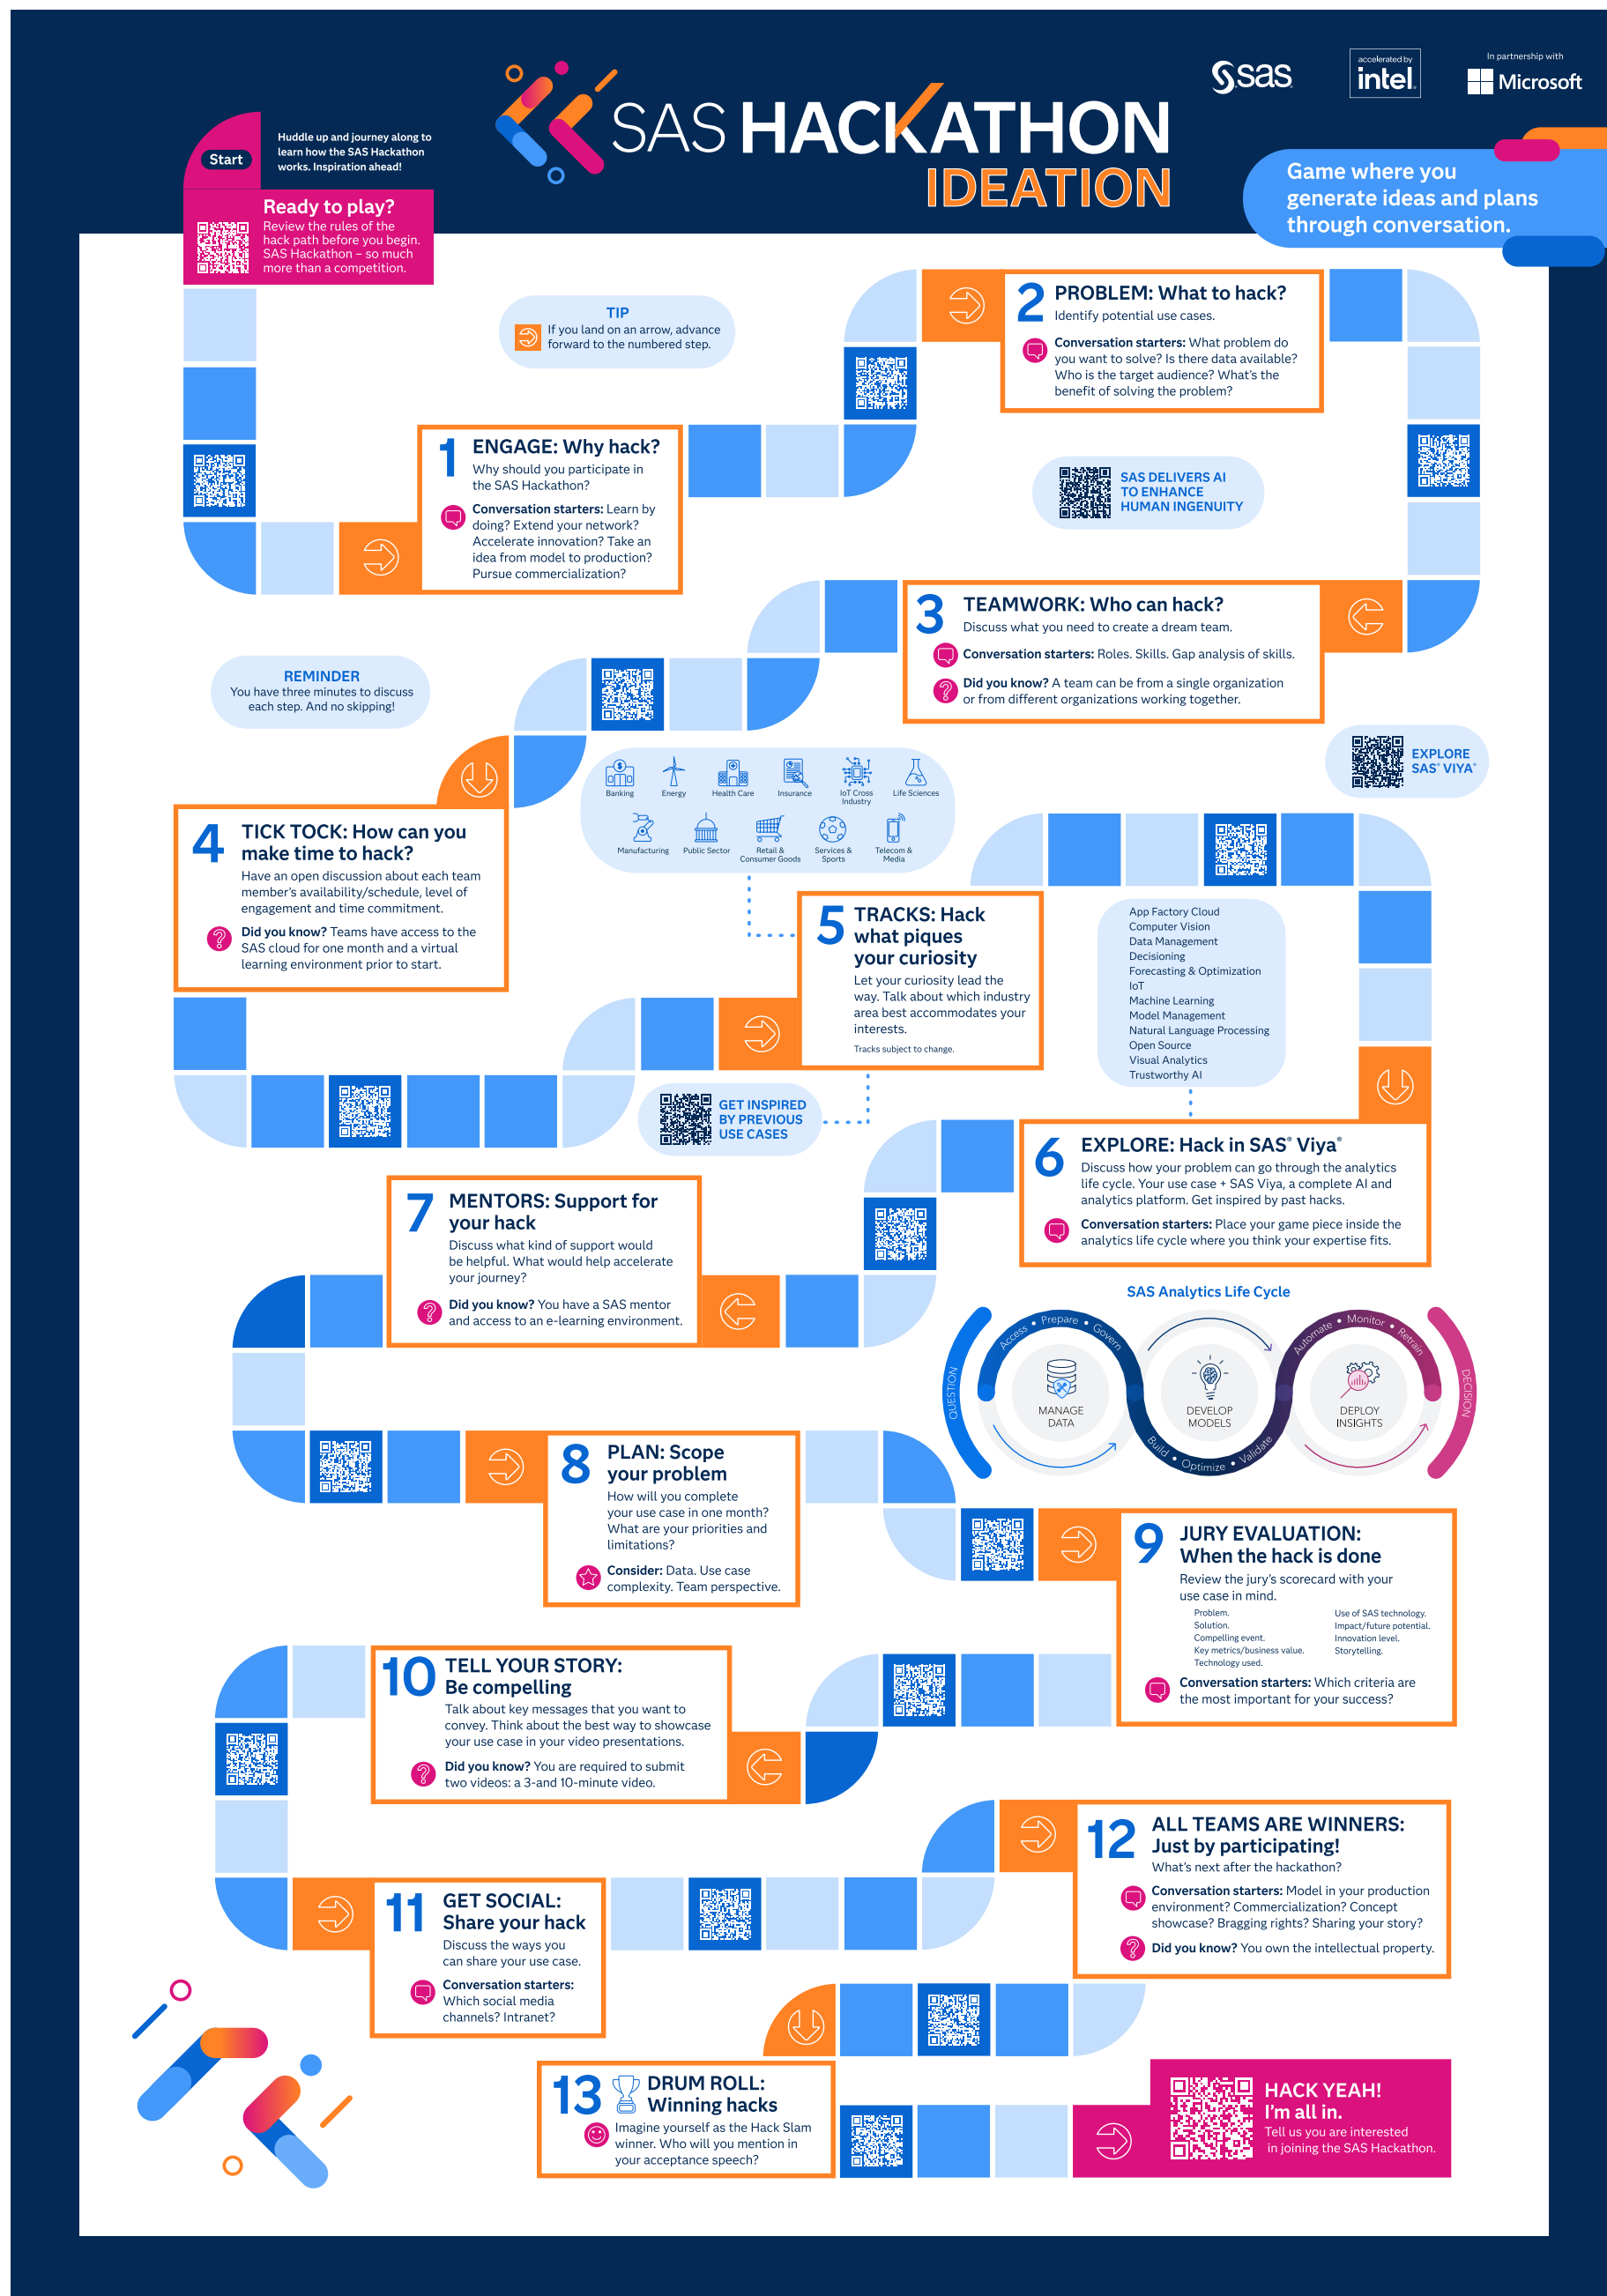 SAS HACKATHON
IDEATION
sas
accelerated by
intel.
In partnership with
Microsoft
Game where you
generate ideas and plans
through conversation.
Start
Huddle up and journey along to
learn how the SAS Hackathon
works. Inspiration ahead!
Ready to play?
Review the rules of the
hack path before you begin.
SAS Hackathon – so much
more than a competition.
TIP
If you land on an arrow, advance
forward to the numbered step.
1 ENGAGE: Why hack?
Why should you participate in
the SAS Hackathon?
Conversation starters: Learn by
doing? Extend your network?
Accelerate innovation? Take an
idea from model to production?
Pursue commercialization?
2 PROBLEM: What to hack?
Identify potential use cases.
Conversation starters: What problem do
you want to solve? Is there data available?
Who is the target audience? What's the
benefit of solving the problem?
SAS DELIVERS AI
TO ENHANCE
HUMAN INGENUITY
3 TEAMWORK: Who can hack?
Discuss what you need to create a dream team.
Conversation starters: Roles. Skills. Gap analysis of skills.
Did you know? A team can be from a single organization
or from different organizations working together.
REMINDER
You have three minutes to discuss
each step. And no skipping!
EXPLORE
SAS® VIYA®
4 TICK TOCK: How can you
make time to hack?
Have an open discussion about each team
member's availability/schedule, level of
engagement and time commitment.
Did you know? Teams have access to the
SAS cloud for one month and a virtual
learning environment prior to start.
Banking
Energy
Health Care
Insurance
IoT Cross
Industry
Life Sciences
Manufacturing
Public Sector
Retail &
Consumer Goods
Services &
Sports
Telecom &
Media
5 TRACKS: Hack
what piques
your curiosity
Let your curiosity lead the
way. Talk about which industry
area best accommodates your
interests.
Tracks subject to change.
GET INSPIRED
BY PREVIOUS
USE CASES
App Factory Cloud
Computer Vision
Data Management
Decisioning
Forecasting & Optimization
IoT
Machine Learning
Model Management
Natural Language Processing
Open Source
Visual Analytics
Trustworthy AI
6 EXPLORE: Hack in SAS® Viya®
Discuss how your problem can go through the analytics
life cycle. Your use case + SAS Viya, a complete AI and
analytics platform. Get inspired by past hacks.
Conversation starters: Place your game piece inside the
analytics life cycle where you think your expertise fits.
SAS Analytics Life Cycle
QUESTION
Access • Prepare • Govern
MANAGE
DATA
DEVELOP
MODELS
Build • Optimize • Validate
Automate • Monitor • Retrain
DEPLOY
INSIGHTS
DECISION
7 MENTORS: Support for
your hack
Discuss what kind of support would
be helpful. What would help accelerate
your journey?
Did you know? You have a SAS mentor
and access to an e-learning environment.
8 PLAN: Scope
your problem
How will you complete
your use case in one month?
What are your priorities and
limitations?
Consider: Data. Use case
complexity. Team perspective.
9 JURY EVALUATION:
When the hack is done
Review the jury's scorecard with your
use case in mind.
Problem.
Solution.
Compelling event.
Key metrics/business value.
Technology used.
Use of SAS technology.
Impact/future potential.
Innovation level.
Storytelling.
Conversation starters: Which criteria are
the most important for your success?
10 TELL YOUR STORY:
Be compelling
Talk about key messages that you want to
convey. Think about the best way to showcase
your use case in your video presentations.
Did you know? You are required to submit
two videos: a 3-and 10-minute video.
11 GET SOCIAL:
Share your hack
Discuss the ways you
can share your use case.
Conversation starters:
Which social media
channels? Intranet?
12 ALL TEAMS ARE WINNERS:
Just by participating!
What's next after the hackathon?
Conversation starters: Model in your production
environment? Commercialization? Concept
showcase? Bragging rights? Sharing your story?
Did you know? You own the intellectual property.
13 DRUM ROLL:
Winning hacks
Imagine yourself as the Hack Slam
winner. Who will you mention in
your acceptance speech?
HACK YEAH!
I'm all in.
Tell us you are interested
in joining the SAS Hackathon.